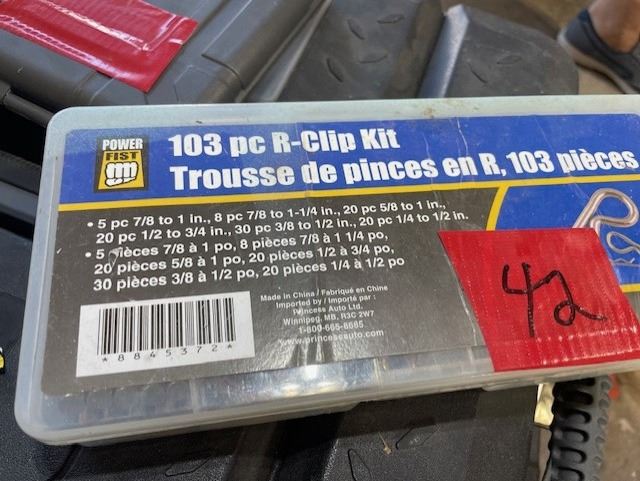 POWER
FIST
103 pc R-Clip Kit
Trousse de pinces en R, 103 pièces
• 5 pc 7/8 to 1 in., 8 pc 7/8 to 1-1/4 in., 20 pc 5/8 to 1 in.,
20 pc 1/2 to 3/4 in., 30 pc 3/8 to 1/2 in., 20 pc 1/4 to 1/2 in.
• 5 pièces 7/8 à 1 po, 8 pièces 7/8 à 1 1/4 po,
20 pièces 5/8 à 1 po, 20 pièces 1/2 à 3/4 po,
30 pièces 3/8 à 1/2 po, 20 pièces 1/4 à 1/2 po
Made in China / Fabriqué en Chine
Imported by / Importé par :
Princess Auto Ltd.
Winnipeg, MB, R3C 2W7
1-800-665-8685
www.princessauto.com
*8845372*
42